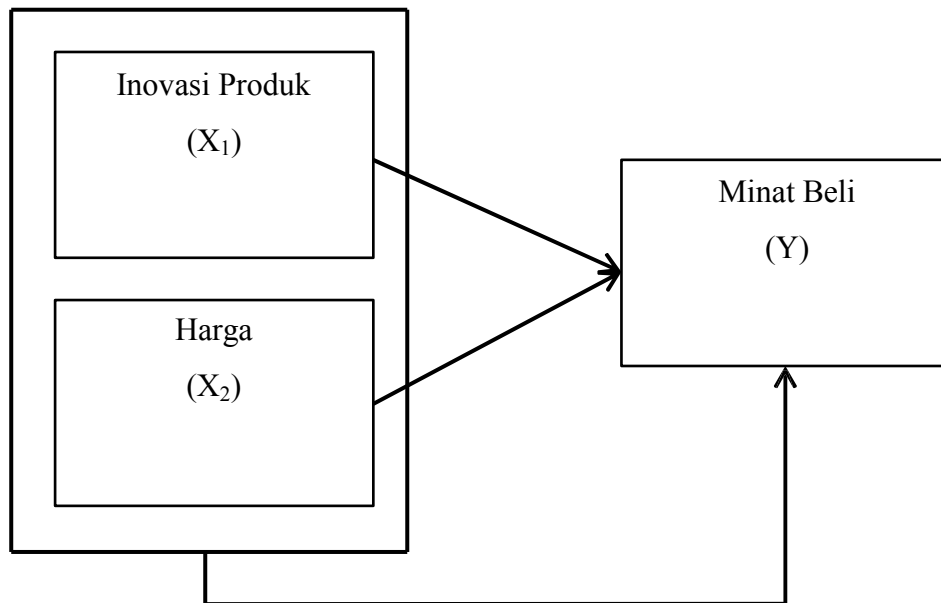 Inovasi Produk
(X₁)
Minat Beli
(Y)
Harga
(X₂)